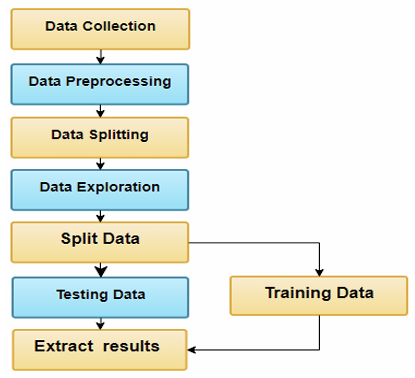 Data Collection
Data Preprocessing
Data Splitting
Data Exploration
Split Data
Testing Data
Training Data
Extract results